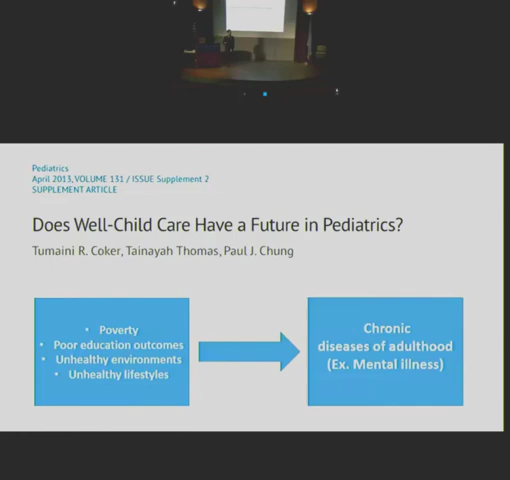 Pediatrics
April 2013, VOLUME 131 / ISSUE Supplement 2
SUPPLEMENT ARTICLE
Does Well-Child Care Have a Future in Pediatrics?
Tumaini R. Coker, Tainayah Thomas, Paul J. Chung
• Poverty
• Poor education outcomes
• Unhealthy environments
• Unhealthy lifestyles
Chronic
diseases of adulthood
(Ex. Mental illness)